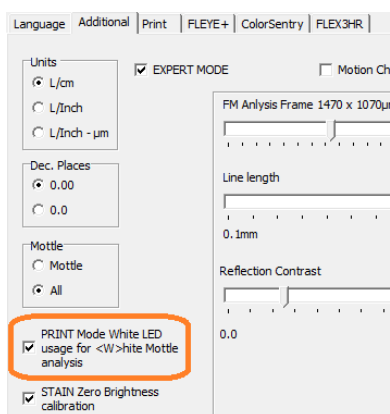 Language Additional Print FLEYE+ ColorSentry FLEX3HR
Units
L/cm
L/Inch
L/Inch - µm
EXPERT MODE
Motion Ch
Dec. Places
0.00
0.0
Mottle
Mottle
All
PRINT Mode White LED
usage for <W>hite Mottle
analysis
STAIN Zero Brightness
calibration
FM Anlysis Frame 1470 x 1070µ
Line length
0.1mm
Reflection Contrast
0.0